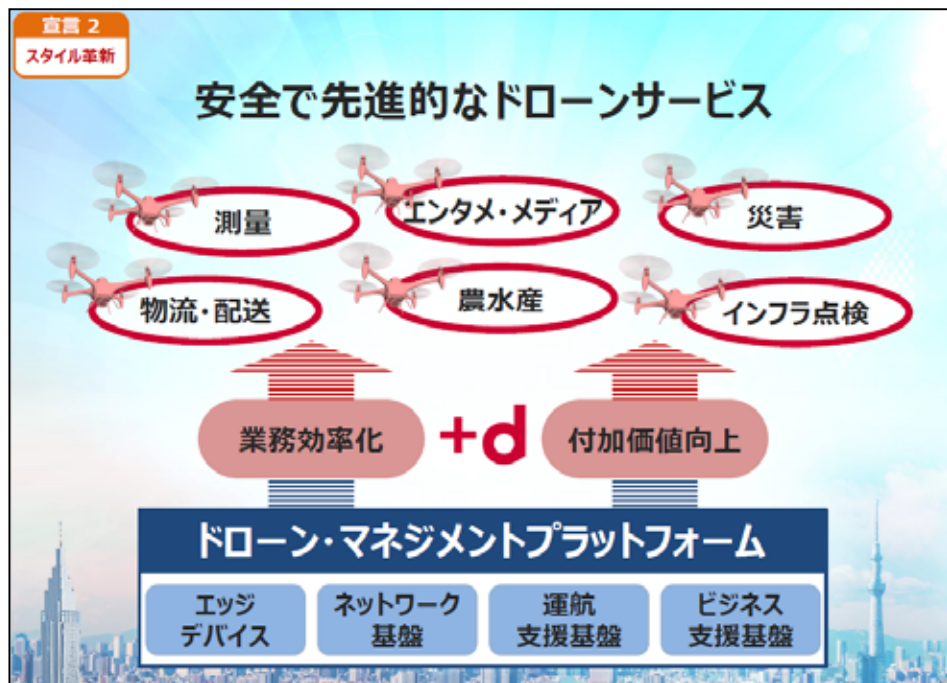 宣言 2
スタイル革新
安全で先進的なドローンサービス
測量
エンタメ・メディア
災害
物流・配送
農水産
インフラ点検
業務効率化
+d
付加価値向上
ドローン・マネジメントプラットフォーム
エッジ
デバイス
ネットワーク
基盤
運航
支援基盤
ビジネス
支援基盤